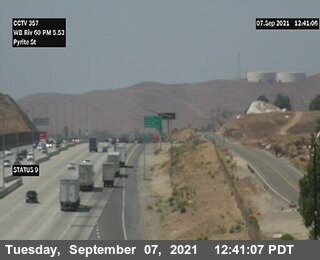 CCTV 357
WB Riv 60 PM 5.53
Pyrite St
07.Sep 2021 12:41:06
STATUS 9
Tuesday, September 07, 2021 12:41:07 PDT